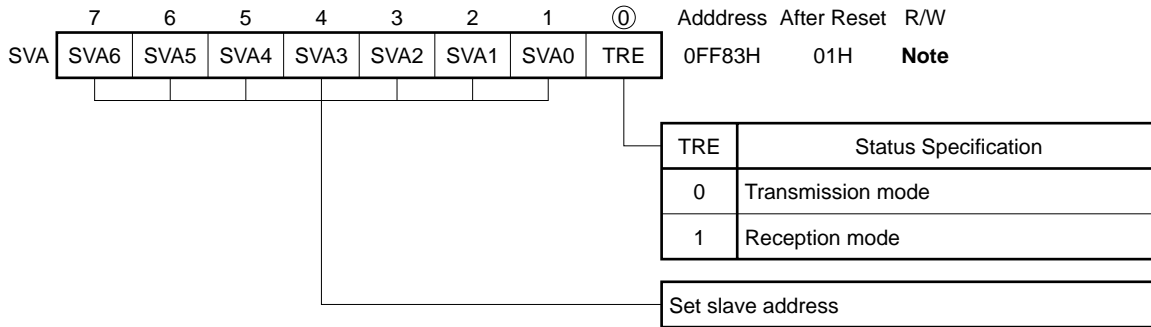 7 6 5 4 3 2 1 0 Adddress After Reset R/W
SVA SVA6 SVA5 SVA4 SVA3 SVA2 SVA1 SVA0 TRE 0FF83H 01H Note
TRE Status Specification
0 Transmission mode
1 Reception mode
Set slave address